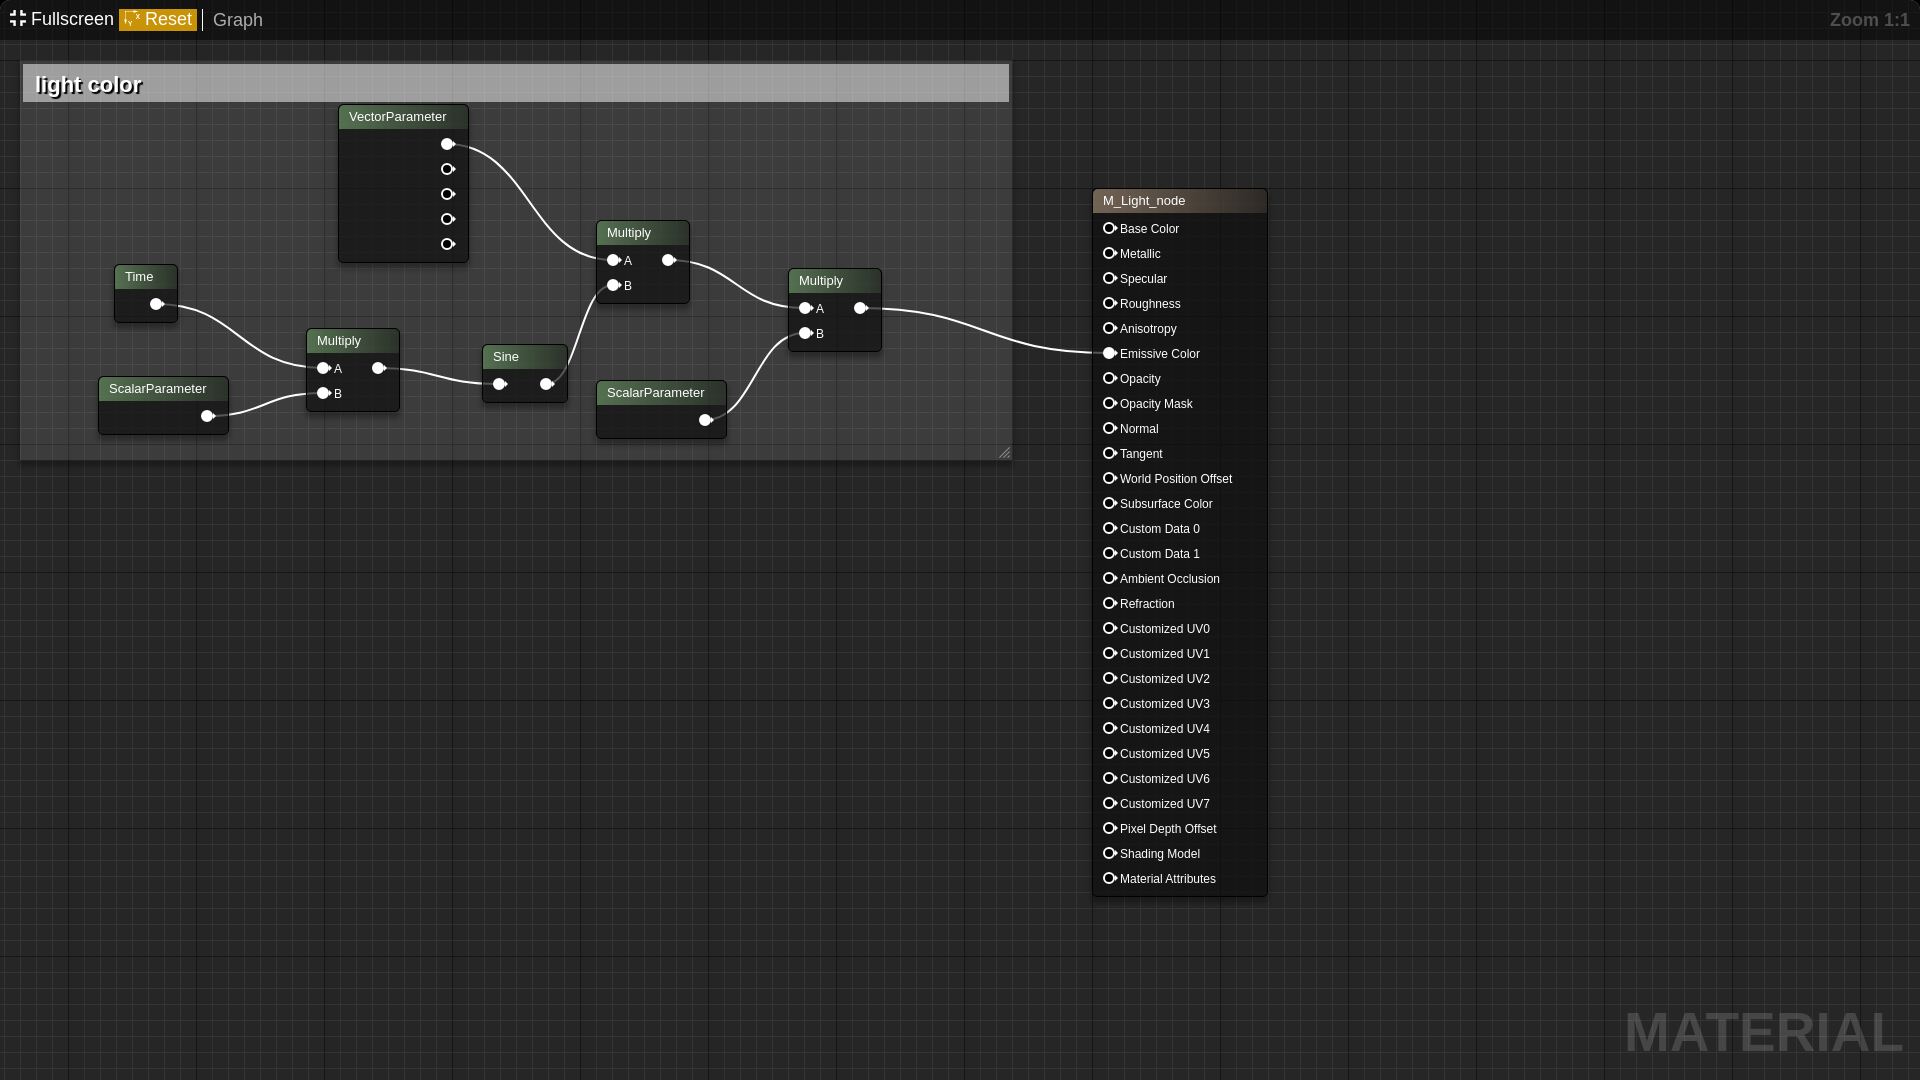 Fullscreen Reset Graph
Zoom 1:1
light color
VectorParameter
Time
ScalarParameter
Multiply
A
B
Sine
Multiply
A
B
ScalarParameter
Multiply
A
B
M_Light_node
Base Color
Metallic
Specular
Roughness
Anisotropy
Emissive Color
Opacity
Opacity Mask
Normal
Tangent
World Position Offset
Subsurface Color
Custom Data 0
Custom Data 1
Ambient Occlusion
Refraction
Customized UV0
Customized UV1
Customized UV2
Customized UV3
Customized UV4
Customized UV5
Customized UV6
Customized UV7
Pixel Depth Offset
Shading Model
Material Attributes
MATERIAL